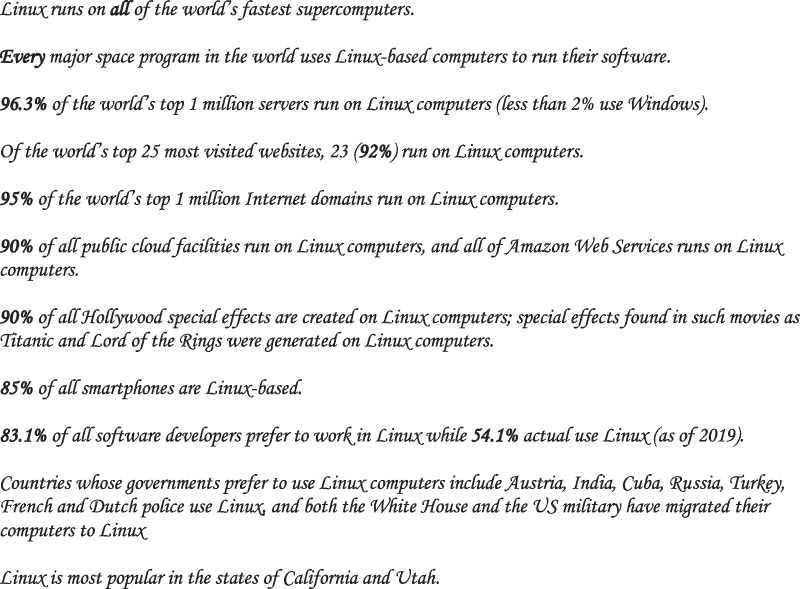 Linux runs on all of the world's fastest supercomputers.
Every major space program in the world uses Linux-based computers to run their software.
96.3% of the world's top 1 million servers run on Linux computers (less than 2% use Windows).
Of the world's top 25 most visited websites, 23 (92%) run on Linux computers.
95% of the world's top 1 million Internet domains run on Linux computers.
90% of all public cloud facilities run on Linux computers, and all of Amazon Web Services runs on Linux
computers.
90% of all Hollywood special effects are created on Linux computers; special effects found in such movies as
Titanic and Lord of the Rings were generated on Linux computers.
85% of all smartphones are Linux-based.
83.1% of all software developers prefer to work in Linux while 54.1% actual use Linux (as of 2019).
Countries whose governments prefer to use Linux computers include Austria, India, Cuba, Russia, Turkey,
French and Dutch police use Linux, and both the White House and the US military have migrated their
computers to Linux
Linux is most popular in the states of California and Utah.